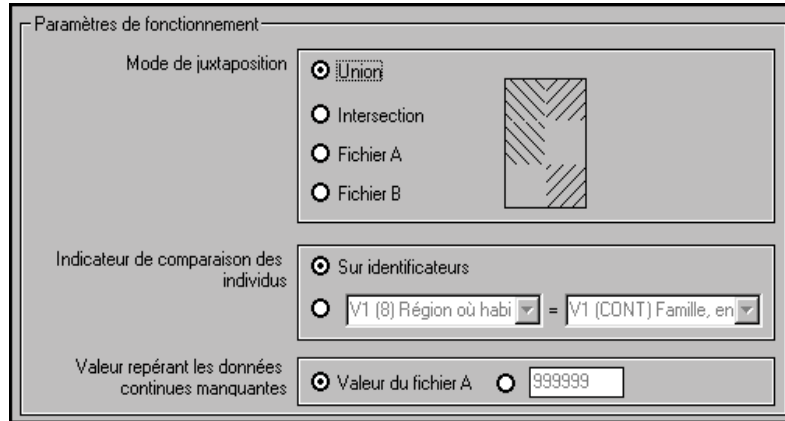 Paramètres de fonctionnement
Mode de juxtaposition
Union
Intersection
Fichier A
Fichier B
Indicateur de comparaison des
individus
Sur identificateurs
V1 (8) Région où habi = V1 (CONT) Famille, en
Valeur repérant les données
continues manquantes
Valeur du fichier A 999999